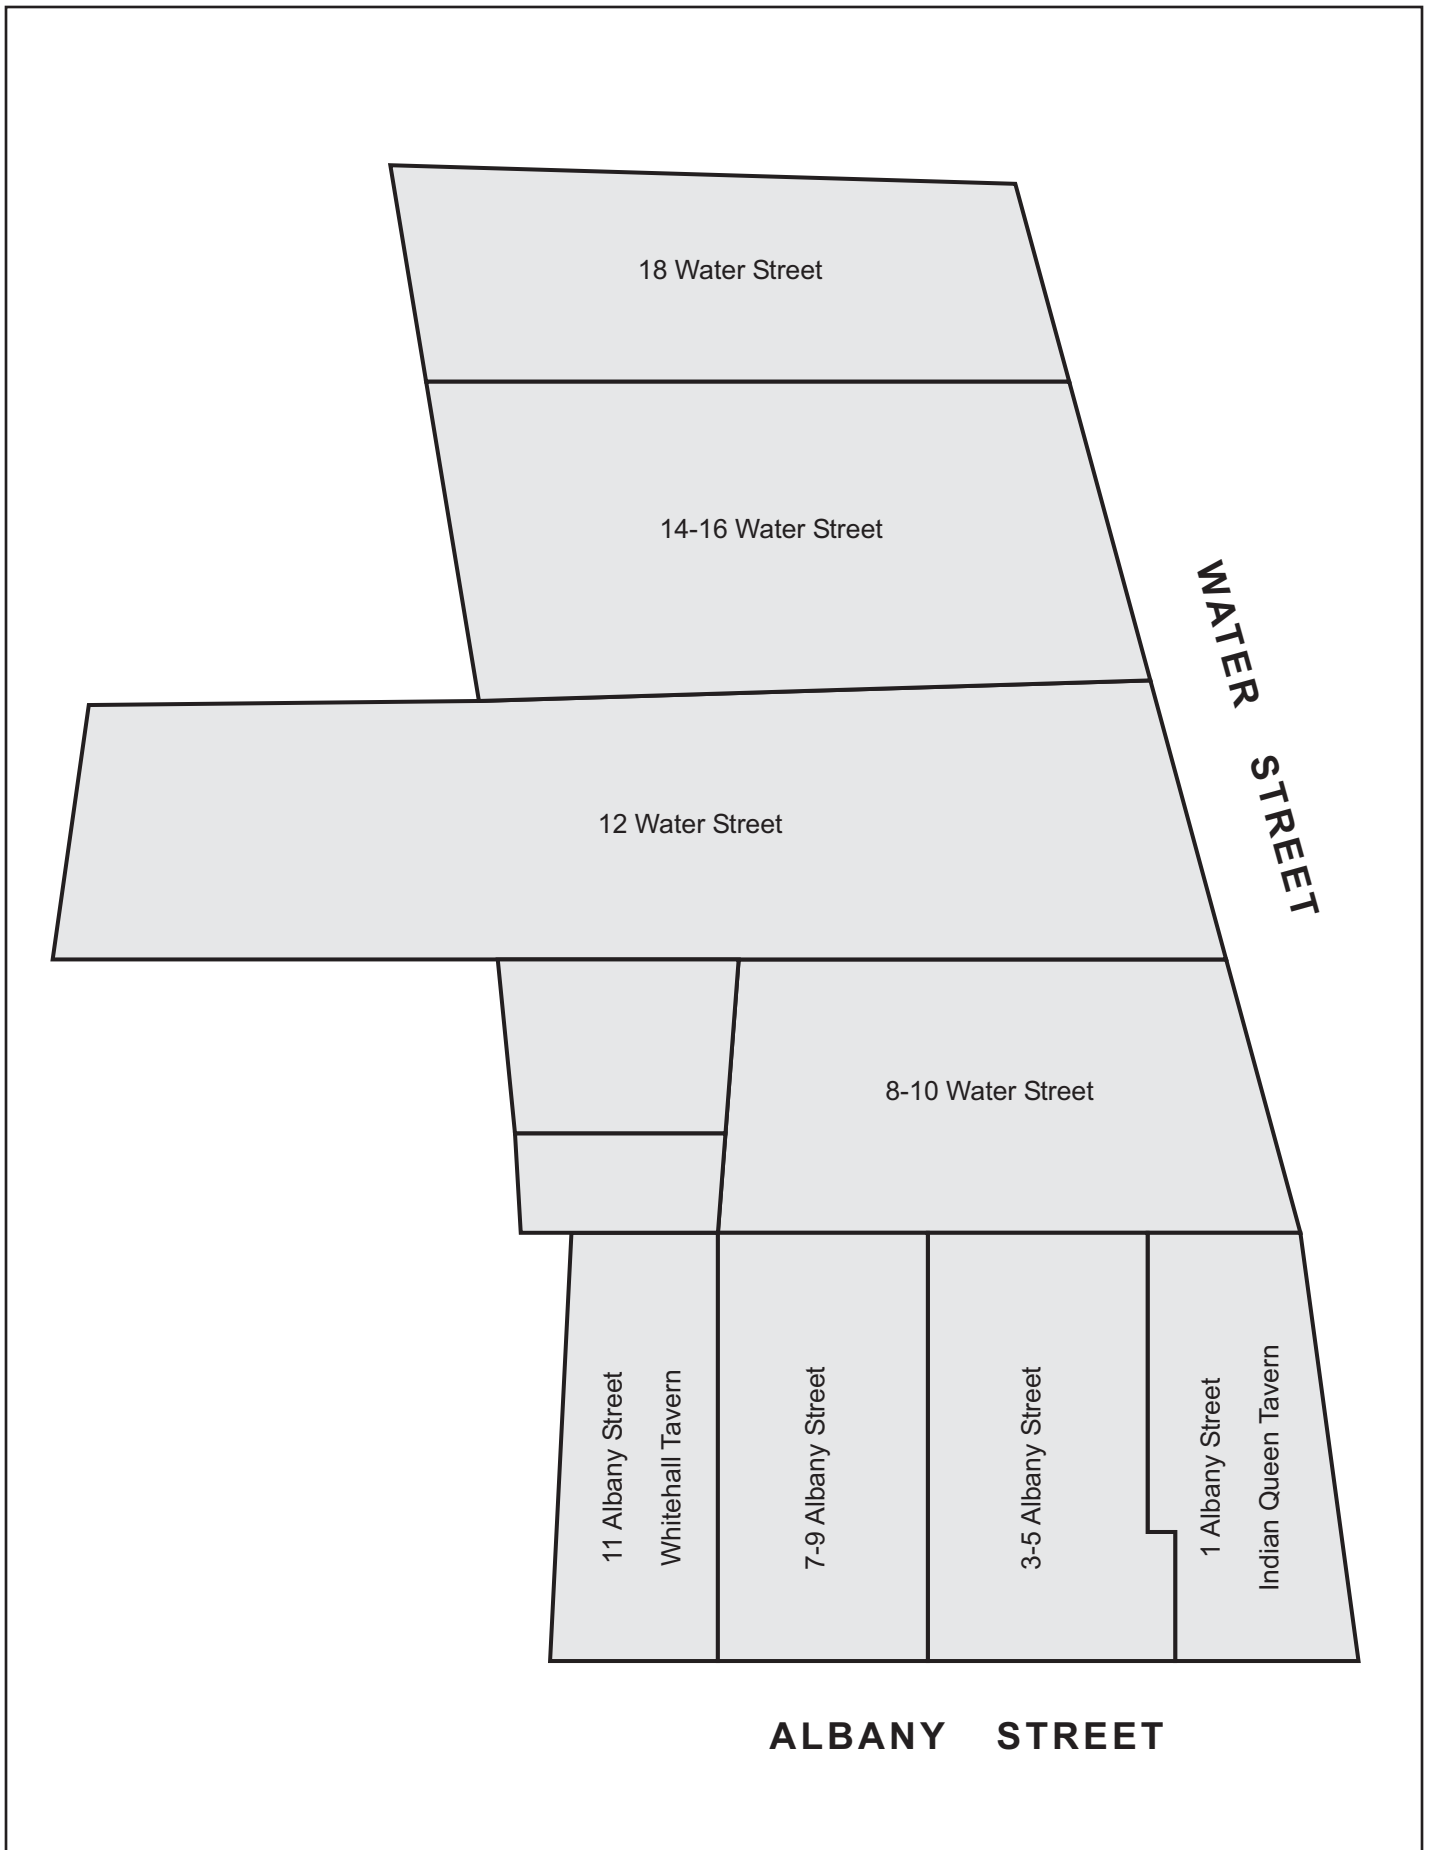 18 Water Street
14-16 Water Street
WATER STREET
12 Water Street
8-10 Water Street
11 Albany Street
Whitehall Tavern
7-9 Albany Street
3-5 Albany Street
1 Albany Street
Indian Queen Tavern
ALBANY STREET